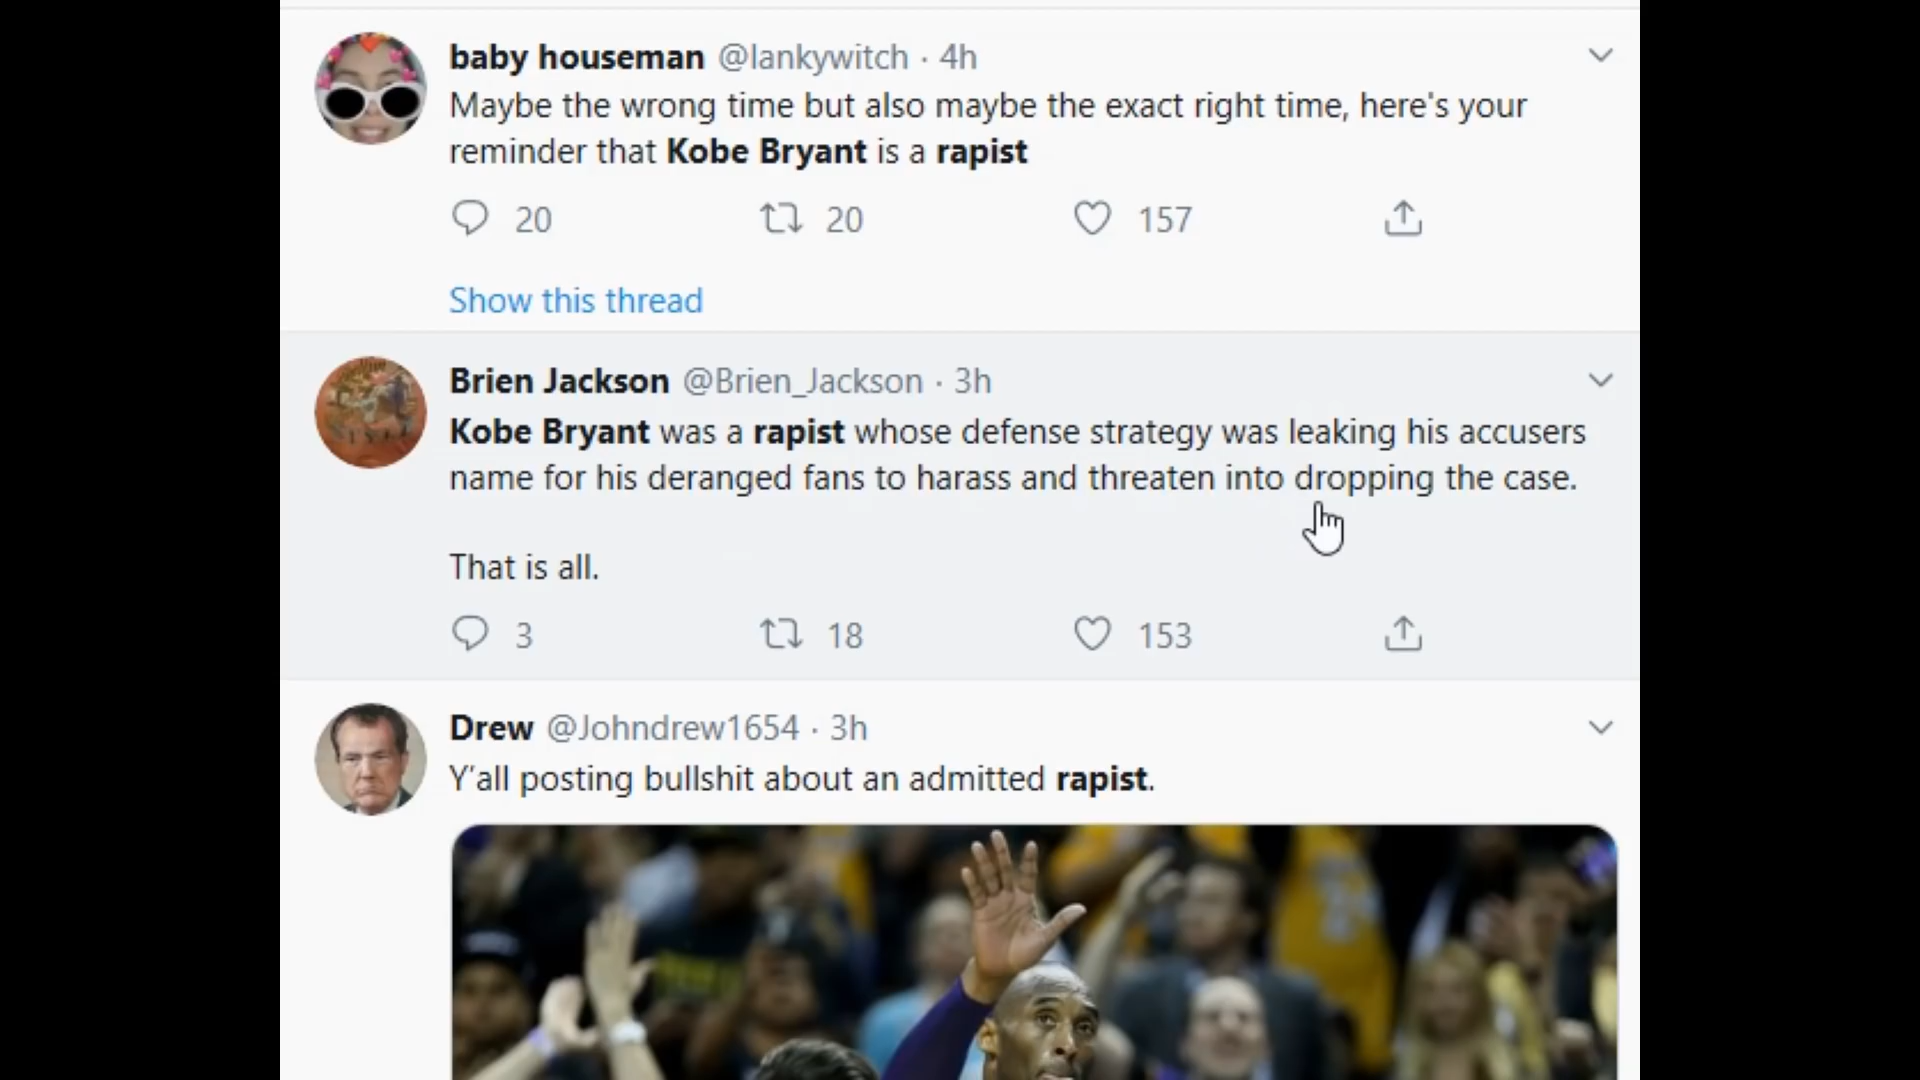 baby houseman @lankywitch · 4h
Maybe the wrong time but also maybe the exact right time, here's your
reminder that Kobe Bryant is a rapist
20 20 157
Show this thread
Brien Jackson @Brien_Jackson · 3h
Kobe Bryant was a rapist whose defense strategy was leaking his accusers
name for his deranged fans to harass and threaten into dropping the case.
That is all.
3 18 153
Drew @Johndrew1654 · 3h
Y'all posting bullshit about an admitted rapist.